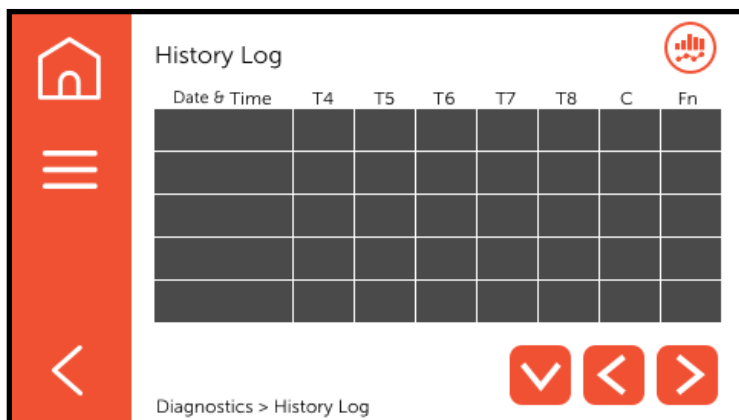 History Log
Date & Time T4 T5 T6 T7 T8 C Fn
Diagnostics > History Log